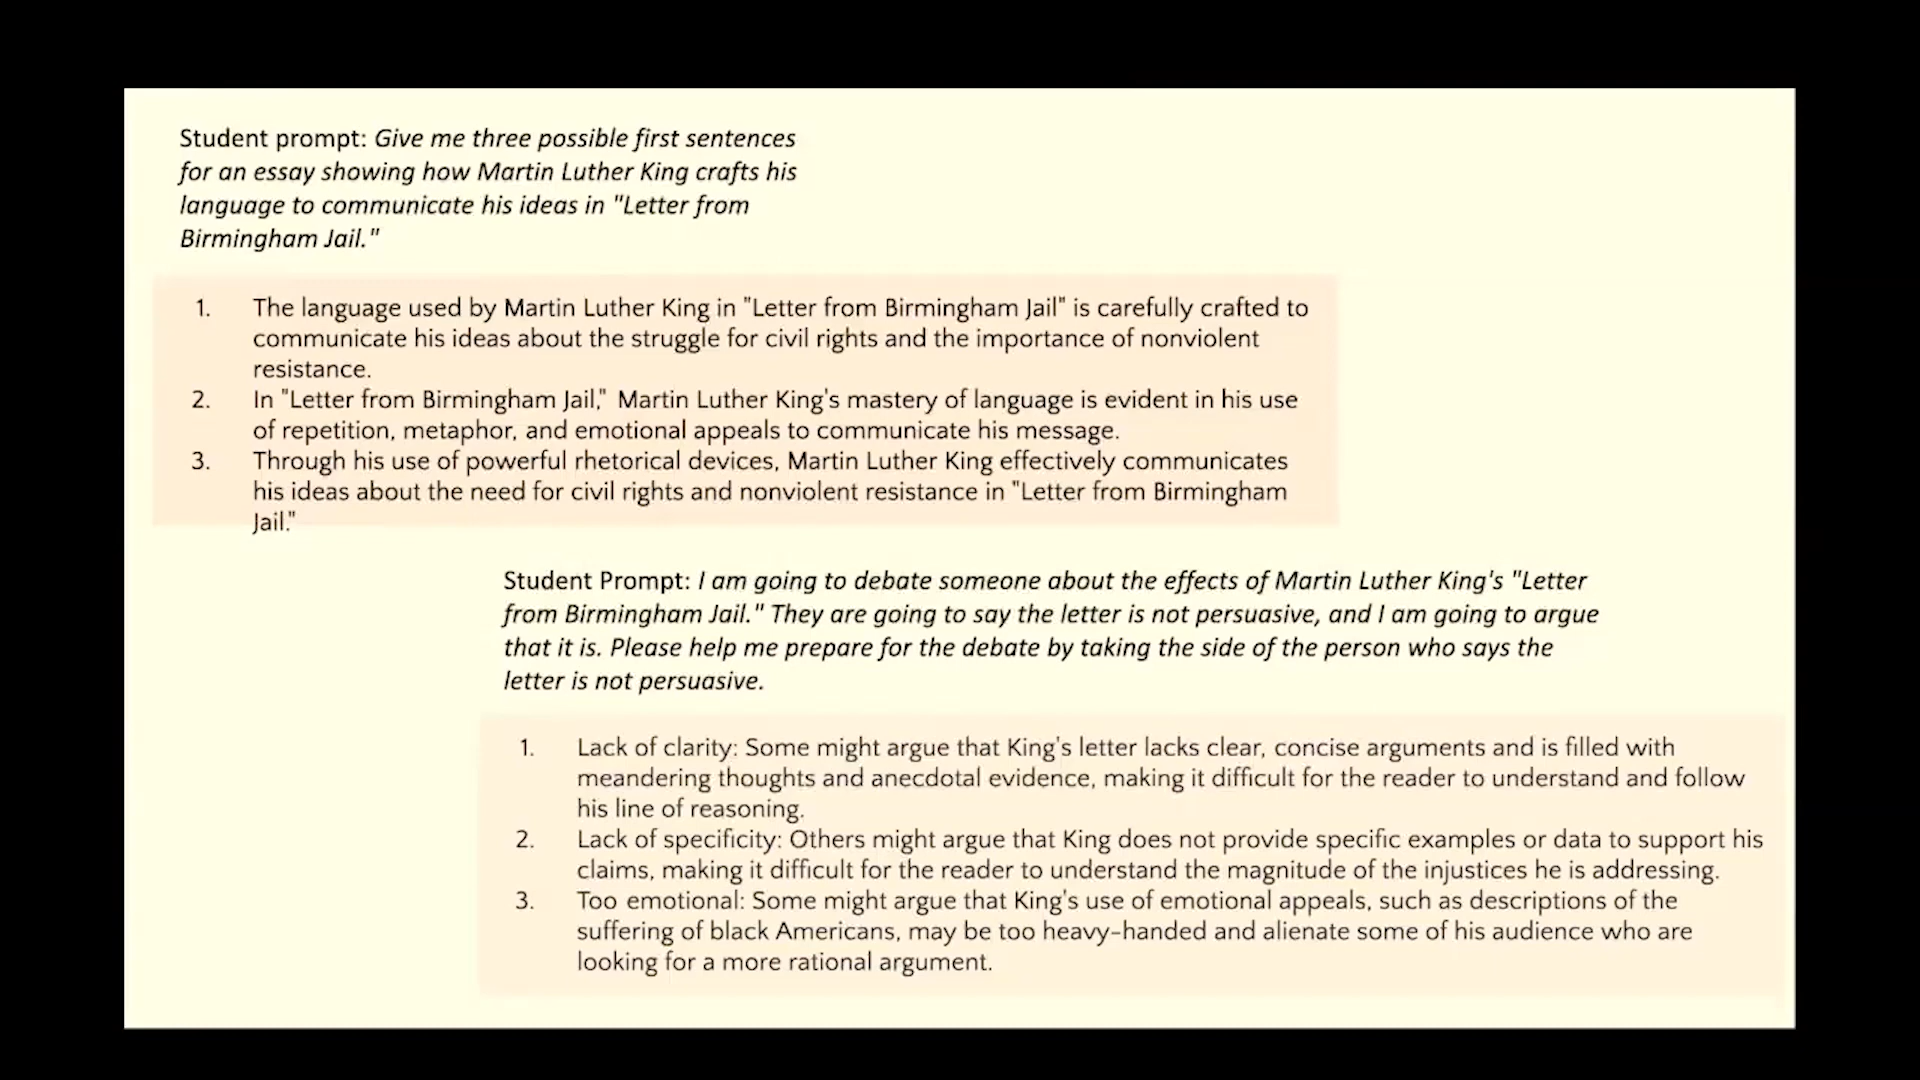 Student prompt: Give me three possible first sentences
for an essay showing how Martin Luther King crafts his
language to communicate his ideas in "Letter from
Birmingham Jail."
1. The language used by Martin Luther King in "Letter from Birmingham Jail" is carefully crafted to
communicate his ideas about the struggle for civil rights and the importance of nonviolent
resistance.
2. In "Letter from Birmingham Jail," Martin Luther King's mastery of language is evident in his use
of repetition, metaphor, and emotional appeals to communicate his message.
3. Through his use of powerful rhetorical devices, Martin Luther King effectively communicates
his ideas about the need for civil rights and nonviolent resistance in "Letter from Birmingham
Jail."
Student Prompt: I am going to debate someone about the effects of Martin Luther King's "Letter
from Birmingham Jail." They are going to say the letter is not persuasive, and I am going to argue
that it is. Please help me prepare for the debate by taking the side of the person who says the
letter is not persuasive.
1. Lack of clarity: Some might argue that King's letter lacks clear, concise arguments and is filled with
meandering thoughts and anecdotal evidence, making it difficult for the reader to understand and follow
his line of reasoning.
2. Lack of specificity: Others might argue that King does not provide specific examples or data to support his
claims, making it difficult for the reader to understand the magnitude of the injustices he is addressing.
3. Too emotional: Some might argue that King's use of emotional appeals, such as descriptions of the
suffering of black Americans, may be too heavy-handed and alienate some of his audience who are
looking for a more rational argument.